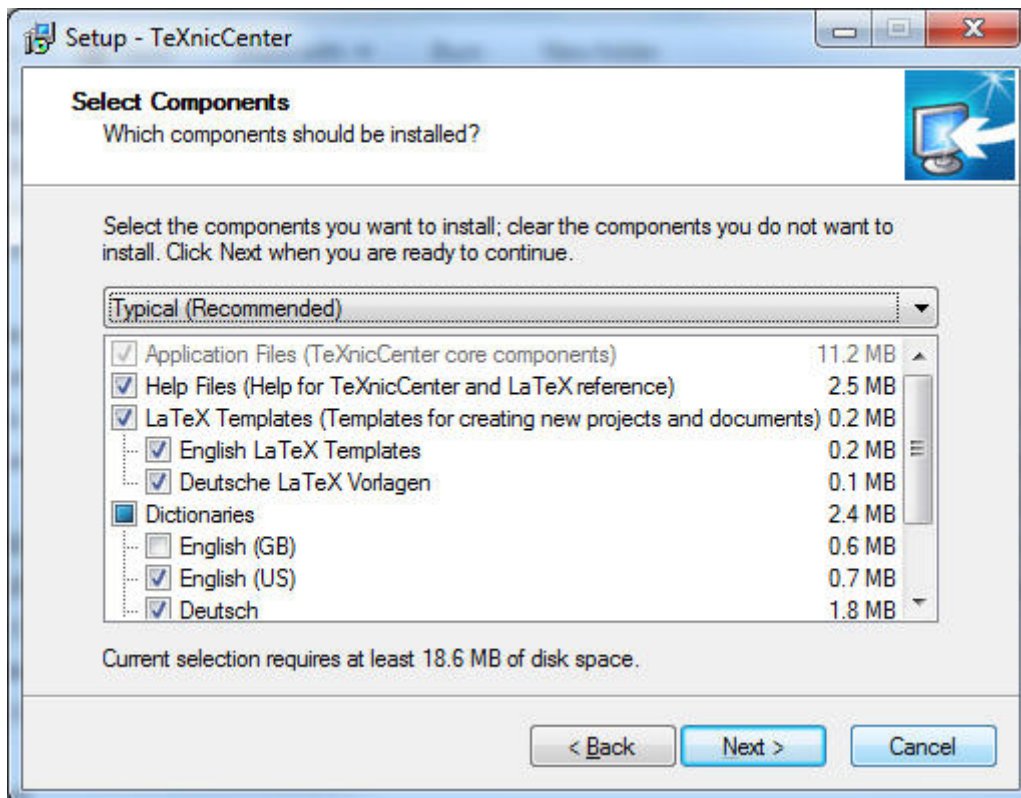 Setup - TeXnicCenter
Select Components
Which components should be installed?
Select the components you want to install; clear the components you do not want to
install. Click Next when you are ready to continue.
Typical (Recommended)
Application Files (TeXnicCenter core components) 11.2 MB
Help Files (Help for TeXnicCenter and LaTeX reference) 2.5 MB
LaTeX Templates (Templates for creating new projects and documents) 0.2 MB
English LaTeX Templates 0.2 MB
Deutsche LaTeX Vorlagen 0.1 MB
Dictionaries 2.4 MB
English (GB) 0.6 MB
English (US) 0.7 MB
Deutsch 1.8 MB
Current selection requires at least 18.6 MB of disk space.
< Back Next > Cancel